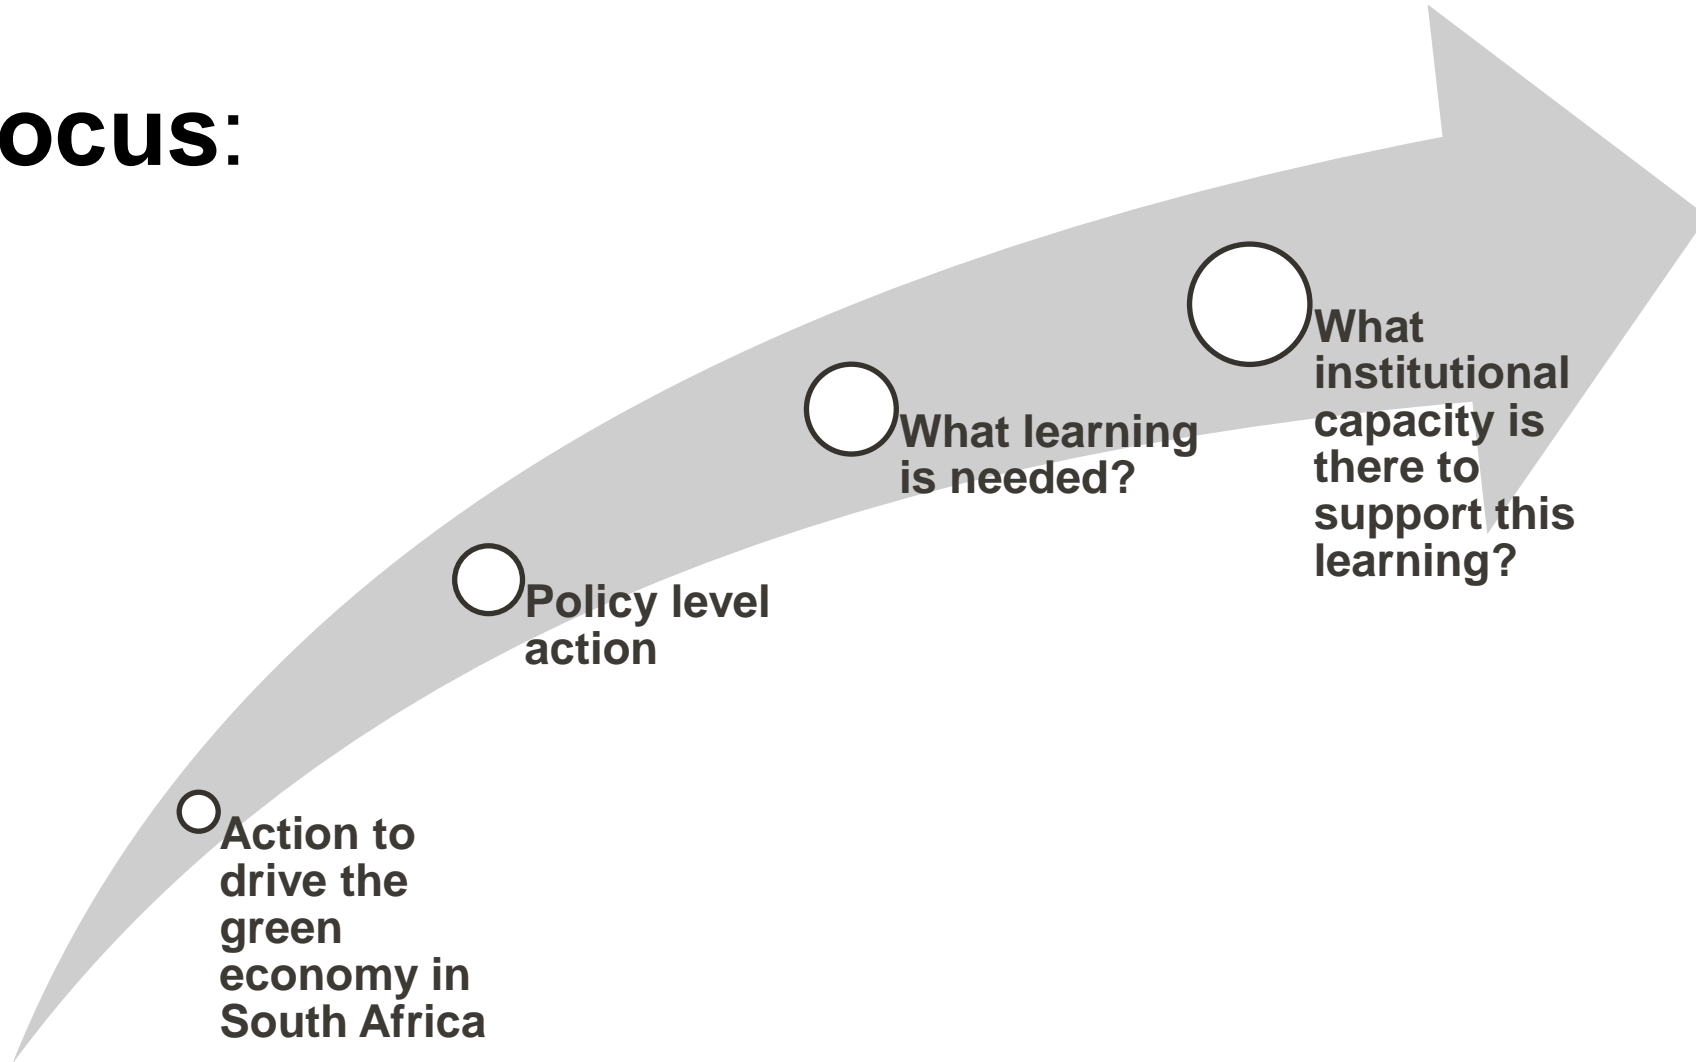 ocus:
What
institutional
capacity is
there to
support this
learning?
What learning
is needed?
Policy level
action
Action to
drive the
green
economy in
South Africa